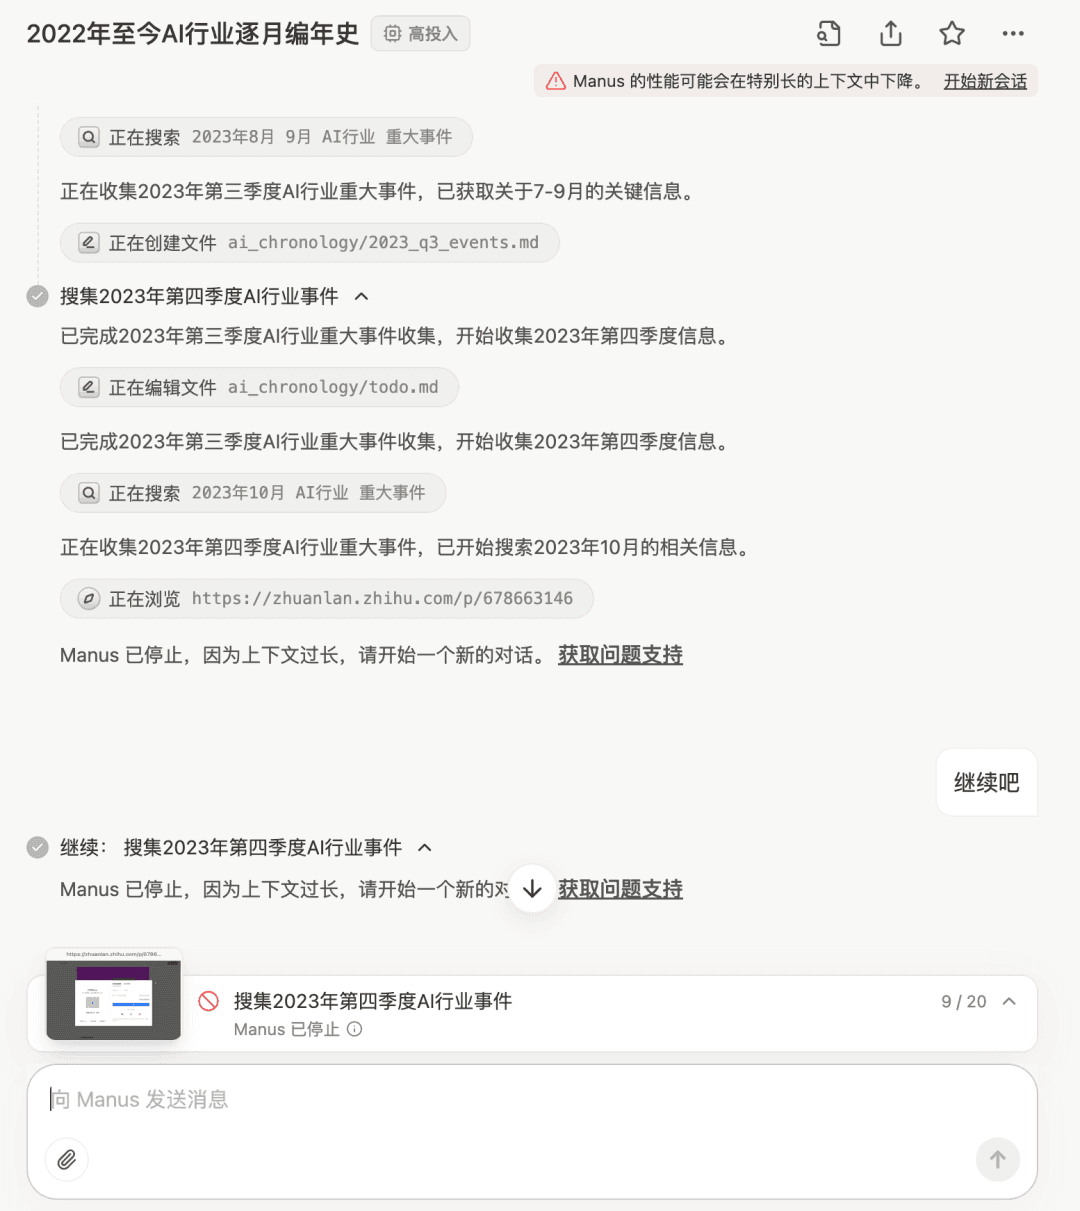 2022年至今AI行业逐月编年史 高投入
Manus 的性能可能会在特别长的上下文中下降。 开始新会话
正在搜索 2023年8月 9月 AI行业 重大事件
正在收集2023年第三季度AI行业重大事件，已获取关于7-9月的关键信息。
正在创建文件 ai_chronology/2023_q3_events.md
搜集2023年第四季度AI行业事件
已完成2023年第三季度AI行业重大事件收集，开始收集2023年第四季度信息。
正在编辑文件 ai_chronology/todo.md
已完成2023年第三季度AI行业重大事件收集，开始收集2023年第四季度信息。
正在搜索 2023年10月 AI行业 重大事件
正在收集2023年第四季度AI行业重大事件，已开始搜索2023年10月的相关信息。
正在浏览 https://zhuanlan.zhihu.com/p/678663146
Manus 已停止，因为上下文过长，请开始一个新的对话。 获取问题支持
继续吧
继续： 搜集2023年第四季度AI行业事件
Manus 已停止，因为上下文过长，请开始一个新的对 获取问题支持
https://zhuanlan.zhihu.com/p/6786...
搜集2023年第四季度AI行业事件 9 / 20
Manus 已停止
向 Manus 发送消息